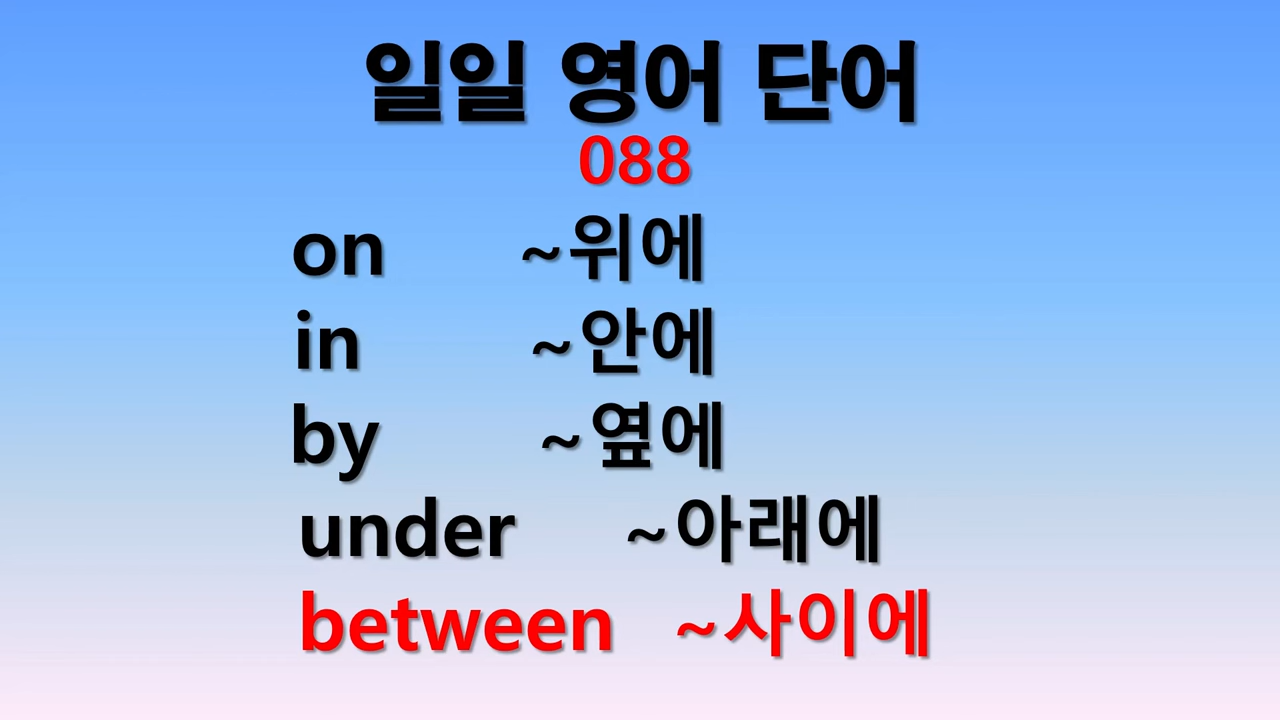 일일 영어 단어
088
on ~위에
in ~안에
by ~옆에
under ~아래에
between ~사이에